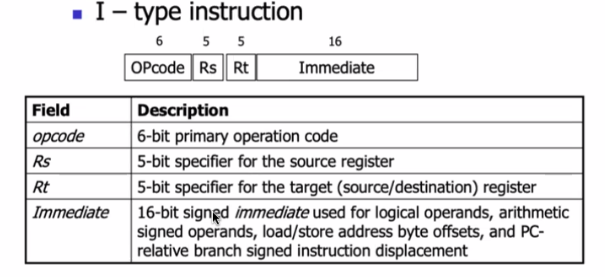 I – type instruction
6 5 5 16
OPcode Rs Rt Immediate
Field Description
opcode 6-bit primary operation code
Rs 5-bit specifier for the source register
Rt 5-bit specifier for the target (source/destination) register
Immediate 16-bit signed immediate used for logical operands, arithmetic
signed operands, load/store address byte offsets, and PC-
relative branch signed instruction displacement